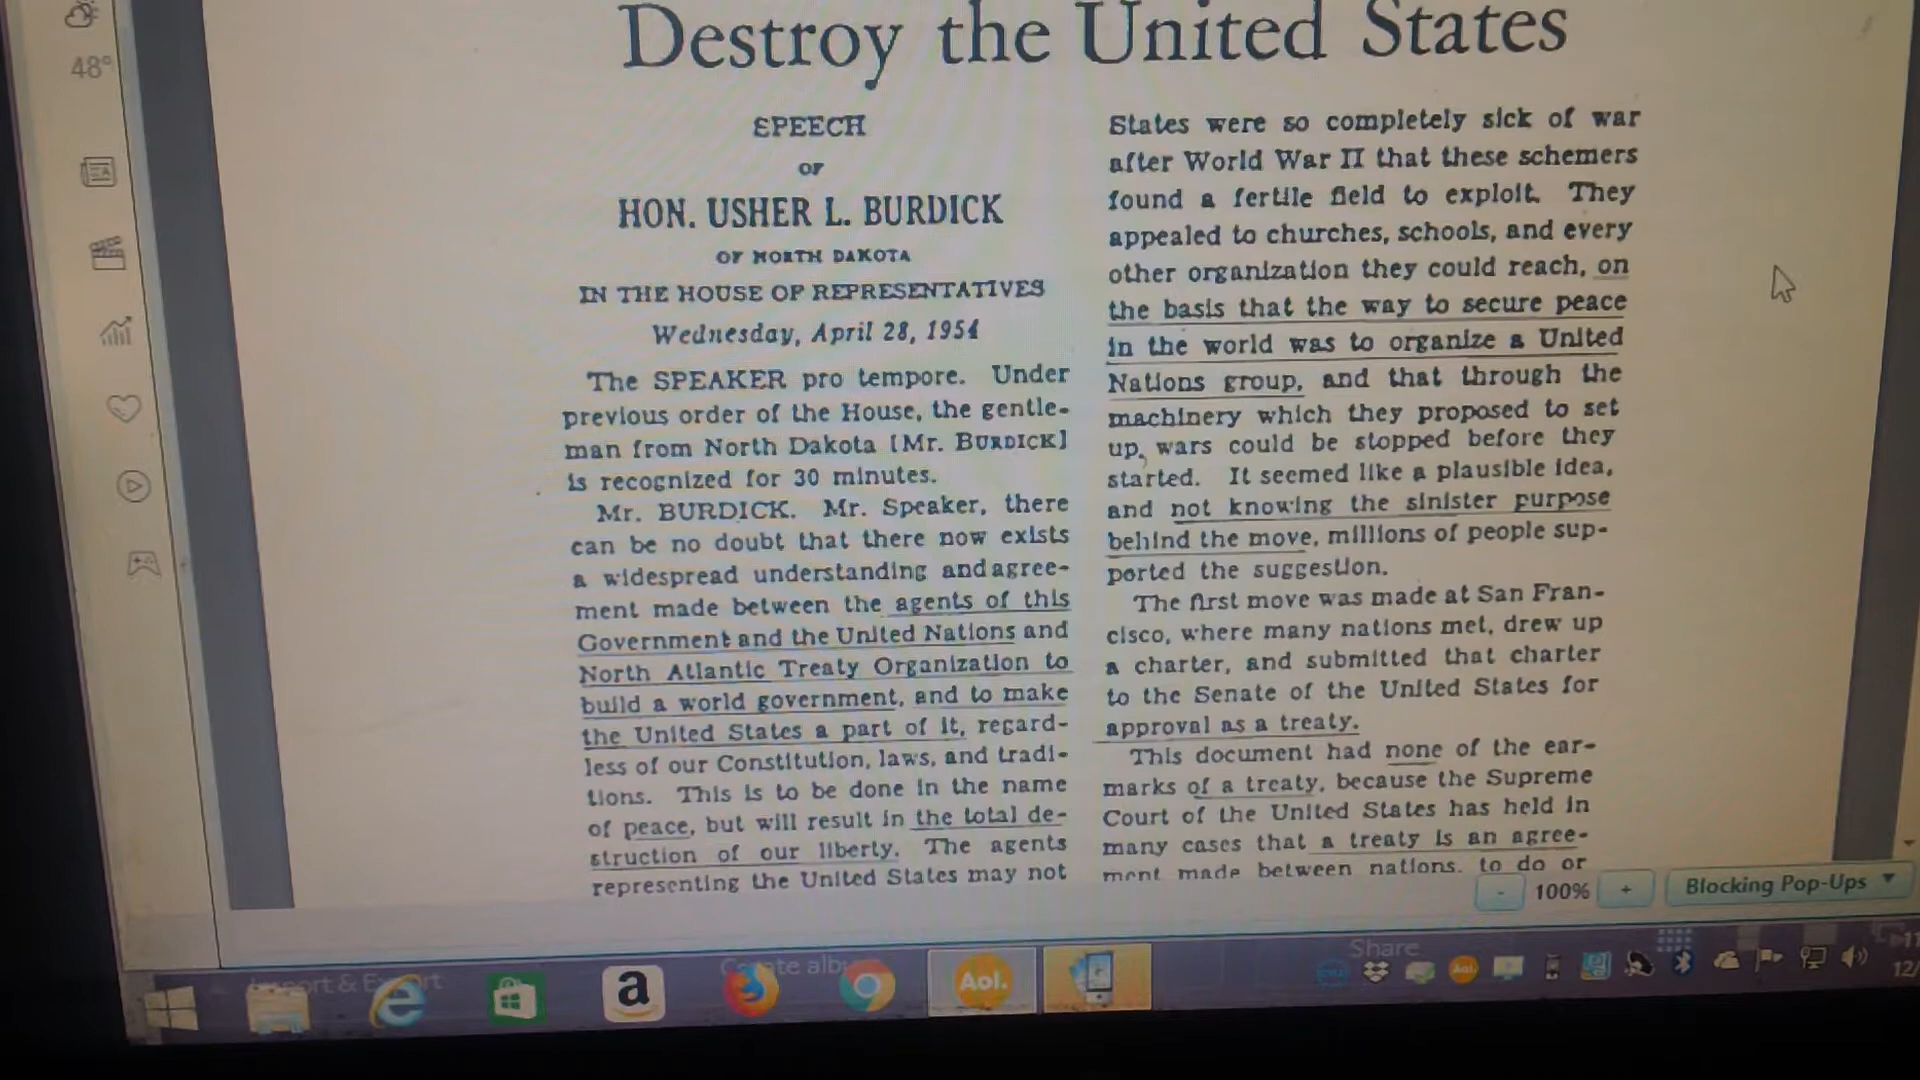 Destroy the United States
SPEECH
OF
HON. USHER L. BURDICK
OF NORTH DAKOTA
IN THE HOUSE OF REPRESENTATIVES
Wednesday, April 28, 1954
The SPEAKER pro tempore. Under
previous order of the House, the gentle-
man from North Dakota [Mr. BURDICK]
is recognized for 30 minutes.
Mr. BURDICK. Mr. Speaker, there
can be no doubt that there now exists
a widespread understanding and agree-
ment made between the agents of this
Government and the United Nations and
North Atlantic Treaty Organization to
build a world government, and to make
the United States a part of it, regard-
less of our Constitution, laws, and tradi-
tions. This is to be done in the name
of peace, but will result in the total de-
struction of our liberty. The agents
representing the United States may not
States were so completely sick of war
after World War II that these schemers
found a fertile field to exploit. They
appealed to churches, schools, and every
other organization they could reach, on
the basis that the way to secure peace
in the world was to organize a United
Nations group, and that through the
machinery which they proposed to set
up, wars could be stopped before they
started. It seemed like a plausible idea,
and not knowing the sinister purpose
behind the move, millions of people sup-
ported the suggestion.
The first move was made at San Fran-
cisco, where many nations met, drew up
a charter, and submitted that charter
to the Senate of the United States for
approval as a treaty.
This document had none of the ear-
marks of a treaty, because the Supreme
Court of the United States has held in
many cases that a treaty is an agree-
ment made between nations, to do or
48°
- 100% +
Blocking Pop-Ups
Share
a
Aol.
12/